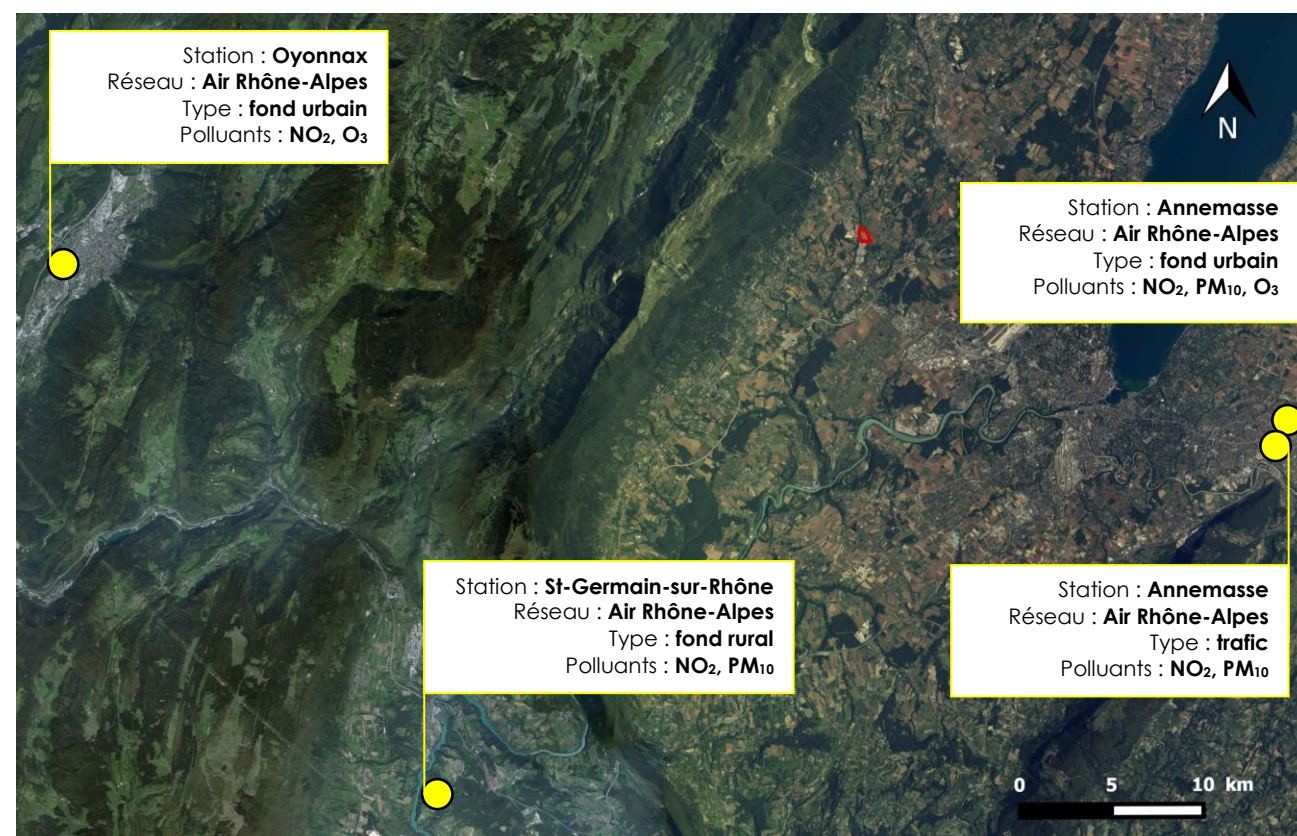 Station : Oyonnax
Réseau : Air Rhône-Alpes
Type : fond urbain
Polluants : NO₂, O₃
N
Station : Annemasse
Réseau : Air Rhône-Alpes
Type : fond urbain
Polluants : NO₂, PM₁₀, O₃
Station : St-Germain-sur-Rhône
Réseau : Air Rhône-Alpes
Type : fond rural
Polluants : NO₂, PM₁₀
Station : Annemasse
Réseau : Air Rhône-Alpes
Type : trafic
Polluants : NO₂, PM₁₀
0 5 10 km